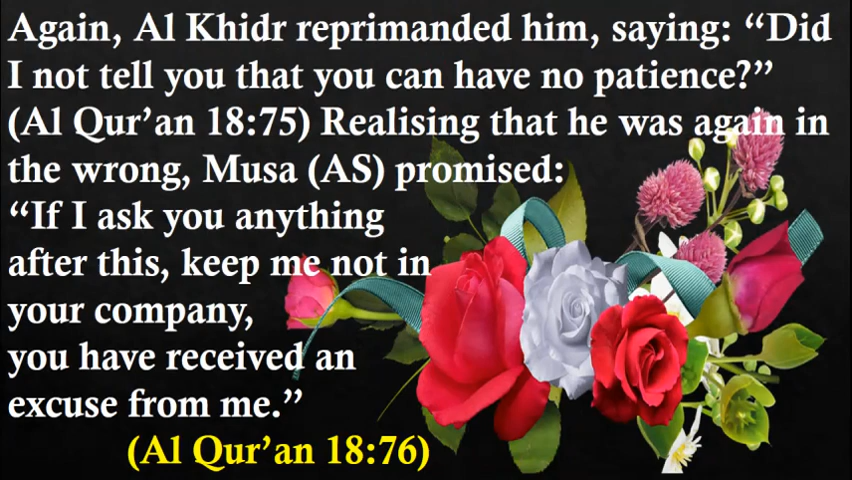 Again, Al Khidr reprimanded him, saying: “Did
I not tell you that you can have no patience?”
(Al Qur’an 18:75) Realising that he was again in
the wrong, Musa (AS) promised:
“If I ask you anything
after this, keep me not in
your company,
you have received an
excuse from me.”
(Al Qur’an 18:76)